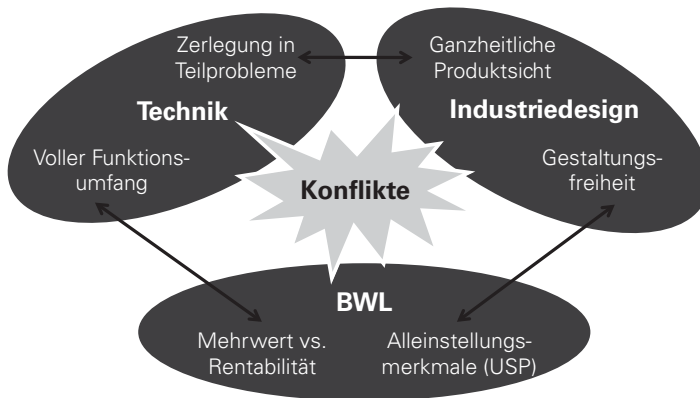 Zerlegung in
Teilprobleme
Technik
Voller Funktions-
umfang
Ganzheitliche
Produktsicht
Industriedesign
Gestaltungs-
freiheit
Konflikte
BWL
Mehrwert vs.
Rentabilität
Alleinstellungs-
merkmale (USP)